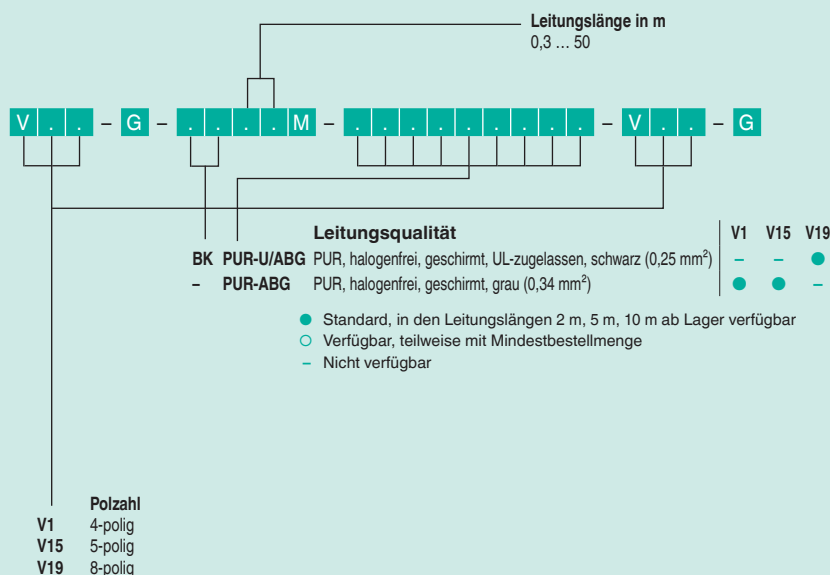 Leitungslänge in m
0,3 … 50
V . . – G – . . . . M – . . . . . . . . . – V . . – G
Leitungsqualität V1 V15 V19
BK PUR-U/ABG PUR, halogenfrei, geschirmt, UL-zugelassen, schwarz (0,25 mm²) – – ●
– PUR-ABG PUR, halogenfrei, geschirmt, grau (0,34 mm²) ● ● –
● Standard, in den Leitungslängen 2 m, 5 m, 10 m ab Lager verfügbar
○ Verfügbar, teilweise mit Mindestbestellmenge
– Nicht verfügbar
Polzahl
V1 4-polig
V15 5-polig
V19 8-polig